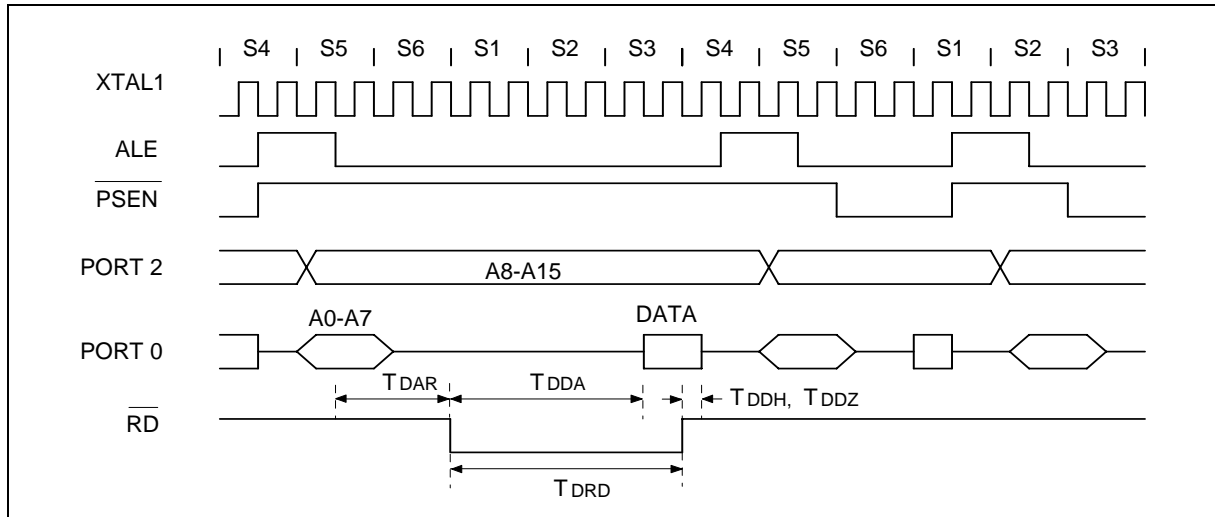 S4 S5 S6 S1 S2 S3 S4 S5 S6 S1 S2 S3
XTAL1
ALE
PSEN
PORT 2
A8-A15
A0-A7
DATA
PORT 0
TDAR
TDDA
TDDH, TDDZ
RD
TDRD